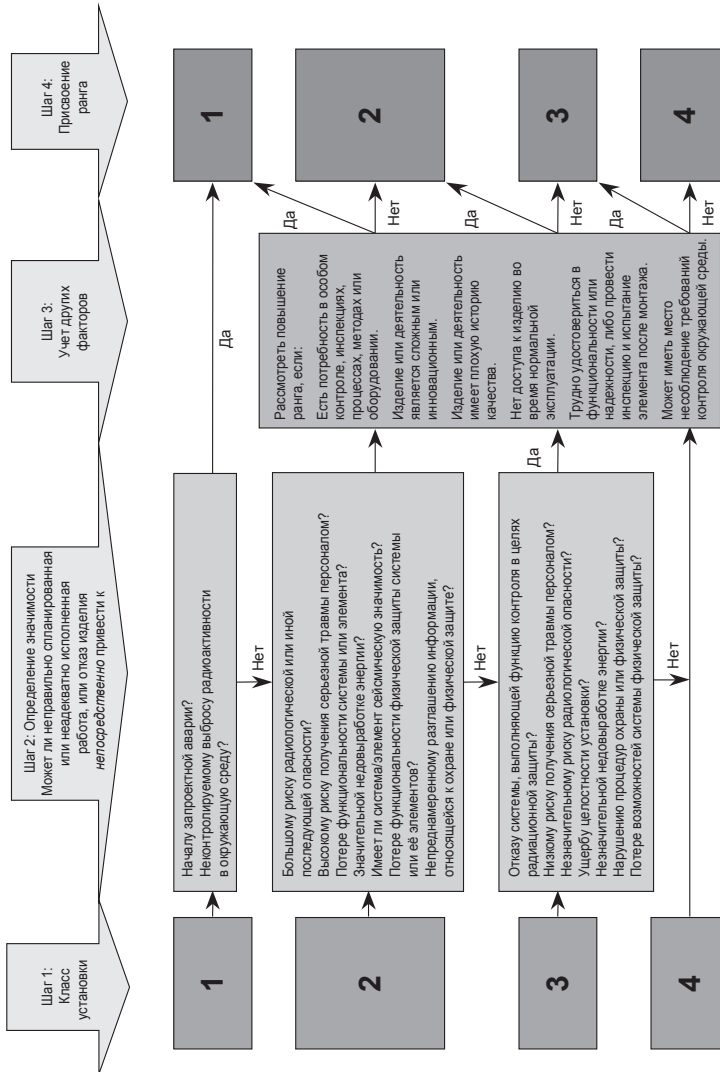 Шаг 1:
Класс
установки
Шаг 2: Определение значимости
Может ли неправильно спланированная
или неадекватно исполненная
работа, или отказ изделия
непосредственно привести к
Шаг 3:
Учет других
факторов
Шаг 4:
Присвоение
ранга
1
Началу запроектной аварии?
Неконтролируемому выбросу радиоактивности
в окружающую среду?
Да
1
Нет
2
Большому риску радиологической или иной
последующей опасности?
Высокому риску получения серьезной травмы персоналом?
Потере функциональности системы или элемента?
Значительной недовыработке энергии?
Имеет ли система/элемент сейсмическую значимость?
Потере функциональности физической защиты системы
или её элементов?
Непреднамеренному разглашению информации,
относящейся к охране или физической защите?
Нет
3
Отказу системы, выполняющей функцию контроля в целях
радиационной защиты?
Низкому риску получения серьезной травмы персоналом?
Незначительному риску радиологической опасности?
Ущербу целостности установки?
Незначительной недовыработке энергии?
Нарушению процедур охраны или физической защиты?
Потере возможностей системы физической защиты?
Да
Нет
4
Рассмотреть повышение
ранга, если:
Есть потребность в особом
контроле, инспекциях,
процессах, методах или
оборудовании.
Изделие или деятельность
является сложным или
инновационным.
Изделие или деятельность
имеет плохую историю
качества.
Нет доступа к изделию во
время нормальной
эксплуатации.
Трудно удостовериться в
функциональности или
надежности, либо провести
инспекцию и испытание
элемента после монтажа.
Может иметь место
несоблюдение требований
контроля окружающей среды.
Да
Нет
2
Да
Нет
3
Да
Нет
4